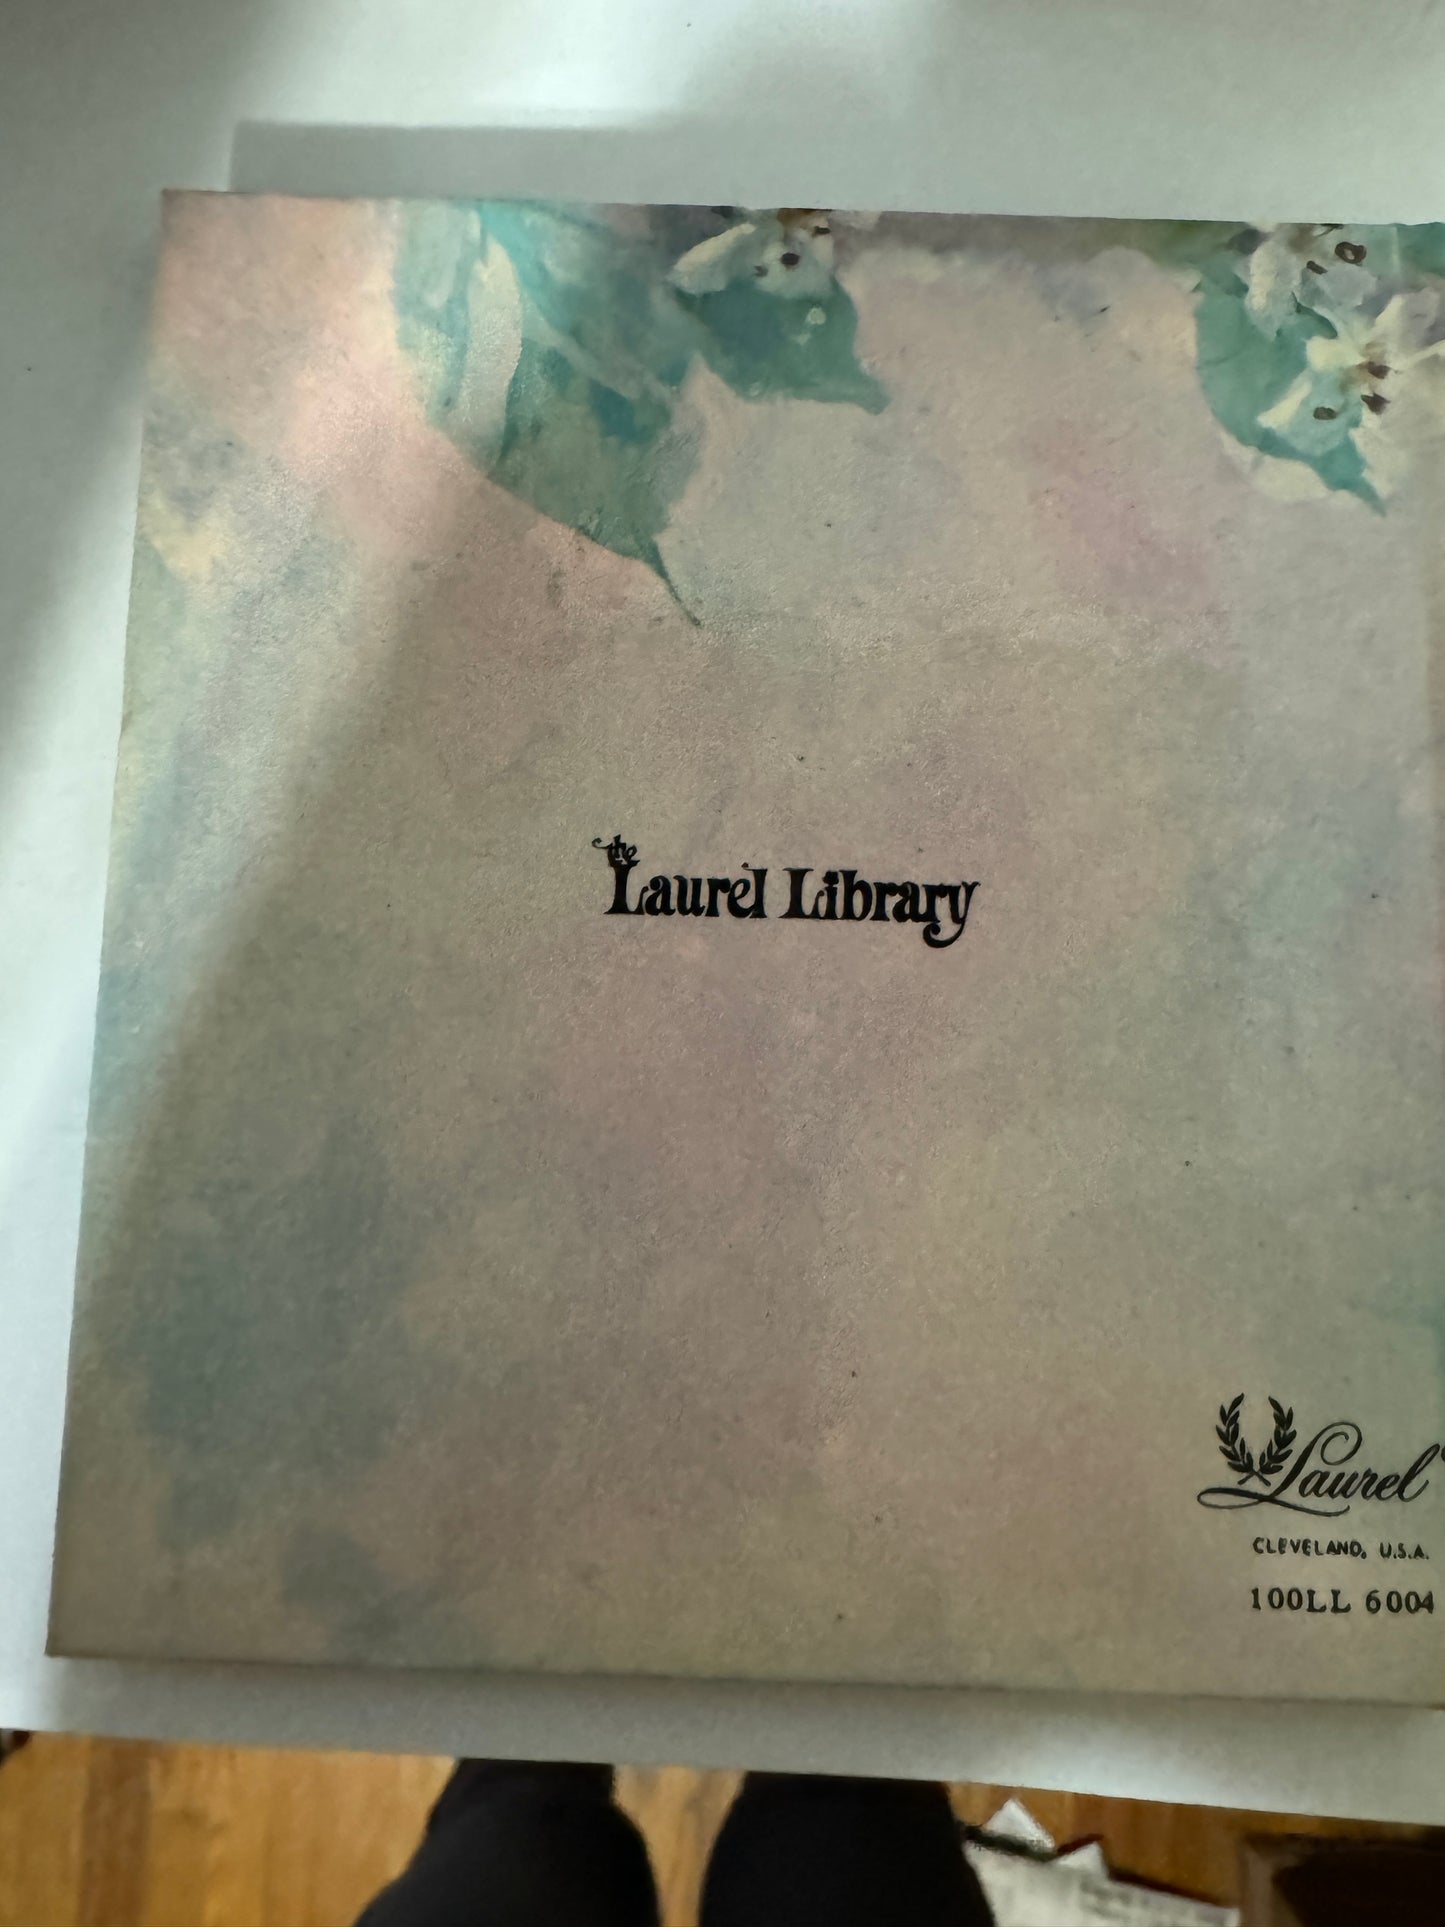 the
Laurel Library
Laurel
CLEVELAND, U.S.A.
100LL 6004